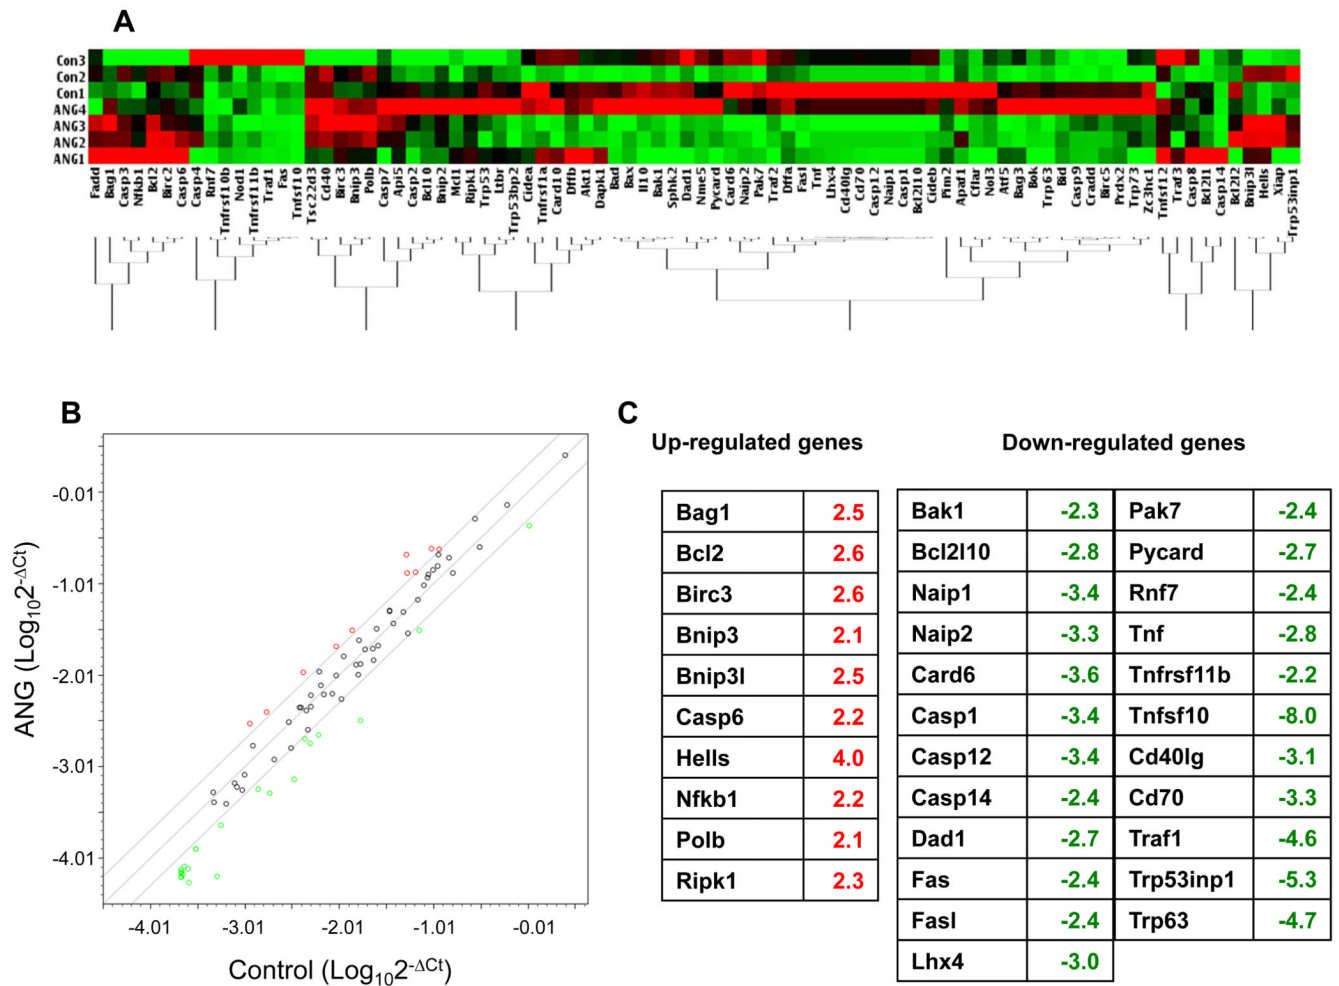 A
Con3
Con2
Con1
ANG4
ANG3
ANG2
ANG1
Fadd
Bag1
Casp3
Nfkb1
Bcl2
Birc2
Casp6
Casp4
Rnf7
Tnfrsf10b
Nod1
Tnfrsf11b
Traf1
Fas
Tnfsf10
Tsc22d3
Cd40
Birc3
Bnip3
Polb
Casp7
Api5
Casp2
Bcl10
Bnip2
Mcl1
Ripk1
Trp53
Ltbr
Trp53bp2
Cidea
Tnfrsf1a
Card10
Dffb
Akt1
Dapk1
Bad
Bax
Il10
Bak1
Sphk2
Dad1
Nme5
Pycard
Card6
Naip2
Pak7
Traf2
Dffa
Fasl
Tnf
Lhx4
Cd40lg
Cd70
Casp12
Naip1
Casp1
Bcl2l10
Cideb
Pim2
Apaf1
Cflar
Nol3
Atf5
Bag3
Bok
Trp63
Bid
Casp9
Cradd
Birc5
Prdx2
Trp73
Zc3hc1
Tnfsf12
Traf3
Casp8
Bcl2l1
Casp14
Bcl2l2
Bnip3l
Hells
Xiap
Trp53inp1
B
ANG (Log₁₀2⁻ΔCt)
-0.01
-1.01
-2.01
-3.01
-4.01
-4.01 -3.01 -2.01 -1.01 -0.01
Control (Log₁₀2⁻ΔCt)
C
Up-regulated genes
Bag1 2.5
Bcl2 2.6
Birc3 2.6
Bnip3 2.1
Bnip3l 2.5
Casp6 2.2
Hells 4.0
Nfkb1 2.2
Polb 2.1
Ripk1 2.3
Down-regulated genes
Bak1 -2.3 Pak7 -2.4
Bcl2l10 -2.8 Pycard -2.7
Naip1 -3.4 Rnf7 -2.4
Naip2 -3.3 Tnf -2.8
Card6 -3.6 Tnfrsf11b -2.2
Casp1 -3.4 Tnfsf10 -8.0
Casp12 -3.4 Cd40lg -3.1
Casp14 -2.4 Cd70 -3.3
Dad1 -2.7 Traf1 -4.6
Fas -2.4 Trp53inp1 -5.3
Fasl -2.4 Trp63 -4.7
Lhx4 -3.0